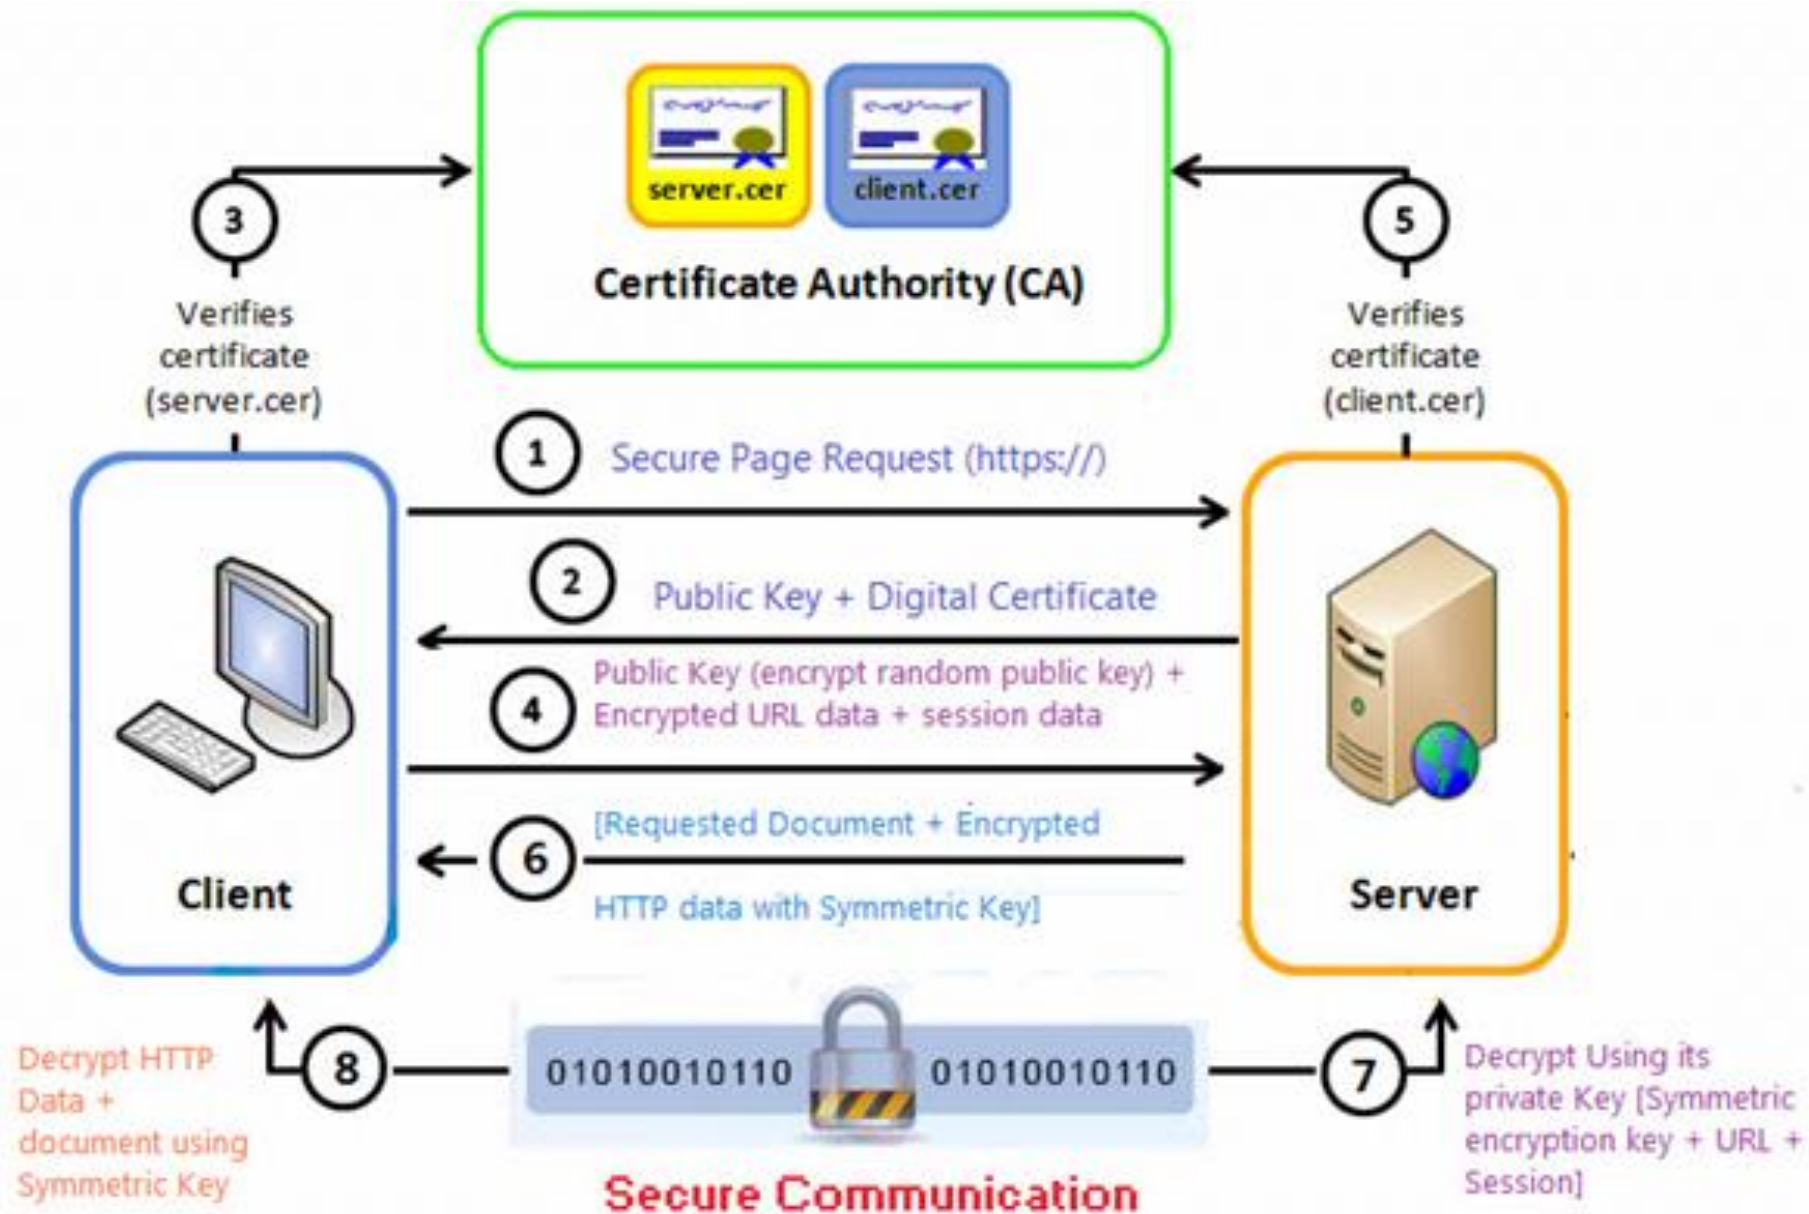 server.cer
client.cer
Certificate Authority (CA)
3
Verifies
certificate
(server.cer)
5
Verifies
certificate
(client.cer)
1
Secure Page Request (https://)
2
Public Key + Digital Certificate
4
Public Key (encrypt random public key) +
Encrypted URL data + session data
6
[Requested Document + Encrypted
HTTP data with Symmetric Key]
Client
Server
8
Decrypt HTTP
Data +
document using
Symmetric Key
01010010110
01010010110
7
Decrypt Using its
private Key [Symmetric
encryption key + URL +
Session]
Secure Communication